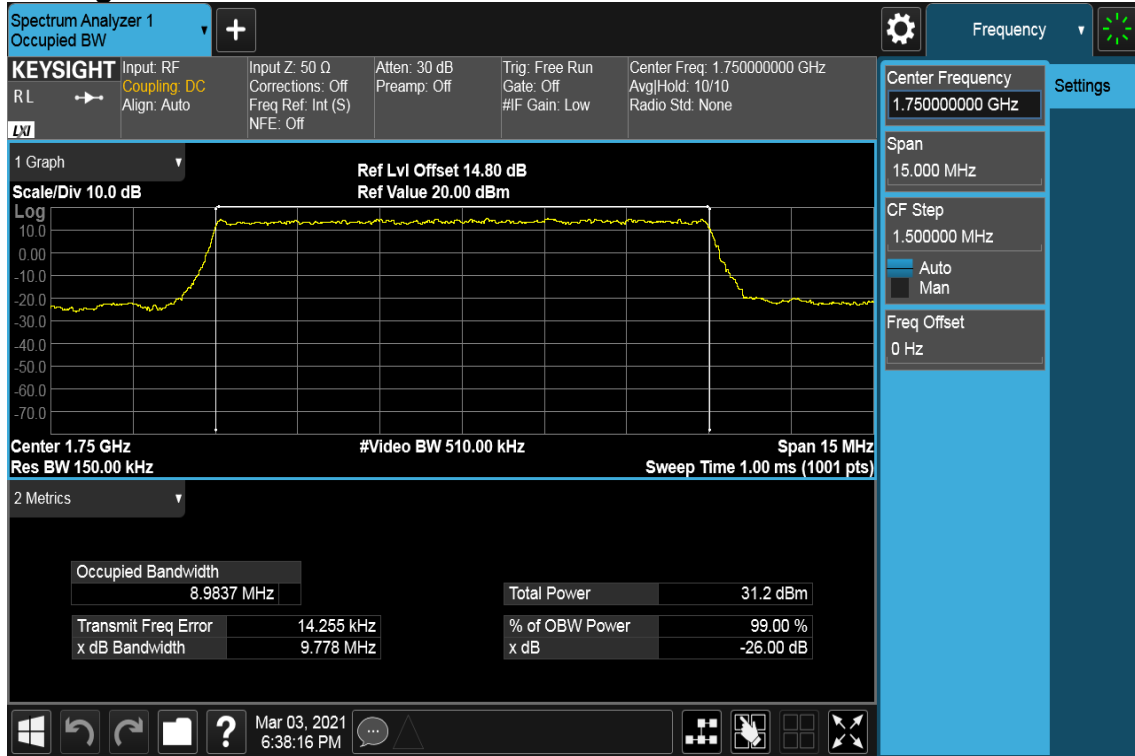 Spectrum Analyzer 1
Occupied BW
+
Frequency
KEYSIGHT
RL
LXI
Input: RF
Coupling: DC
Align: Auto
Input Z: 50 Ω
Corrections: Off
Freq Ref: Int (S)
NFE: Off
Atten: 30 dB
Preamp: Off
Trig: Free Run
Gate: Off
#IF Gain: Low
Center Freq: 1.750000000 GHz
Avg|Hold: 10/10
Radio Std: None
Center Frequency
1.750000000 GHz
Settings
Span
15.000 MHz
CF Step
1.500000 MHz
Auto
Man
Freq Offset
0 Hz
1 Graph
Scale/Div 10.0 dB
Ref Lvl Offset 14.80 dB
Ref Value 20.00 dBm
Log
10.0
0.00
-10.0
-20.0
-30.0
-40.0
-50.0
-60.0
-70.0
Center 1.75 GHz
#Video BW 510.00 kHz
Span 15 MHz
Res BW 150.00 kHz
Sweep Time 1.00 ms (1001 pts)
2 Metrics
Occupied Bandwidth
8.9837 MHz
Total Power 31.2 dBm
Transmit Freq Error 14.255 kHz
% of OBW Power 99.00 %
x dB Bandwidth 9.778 MHz
x dB -26.00 dB
?
Mar 03, 2021
6:38:16 PM